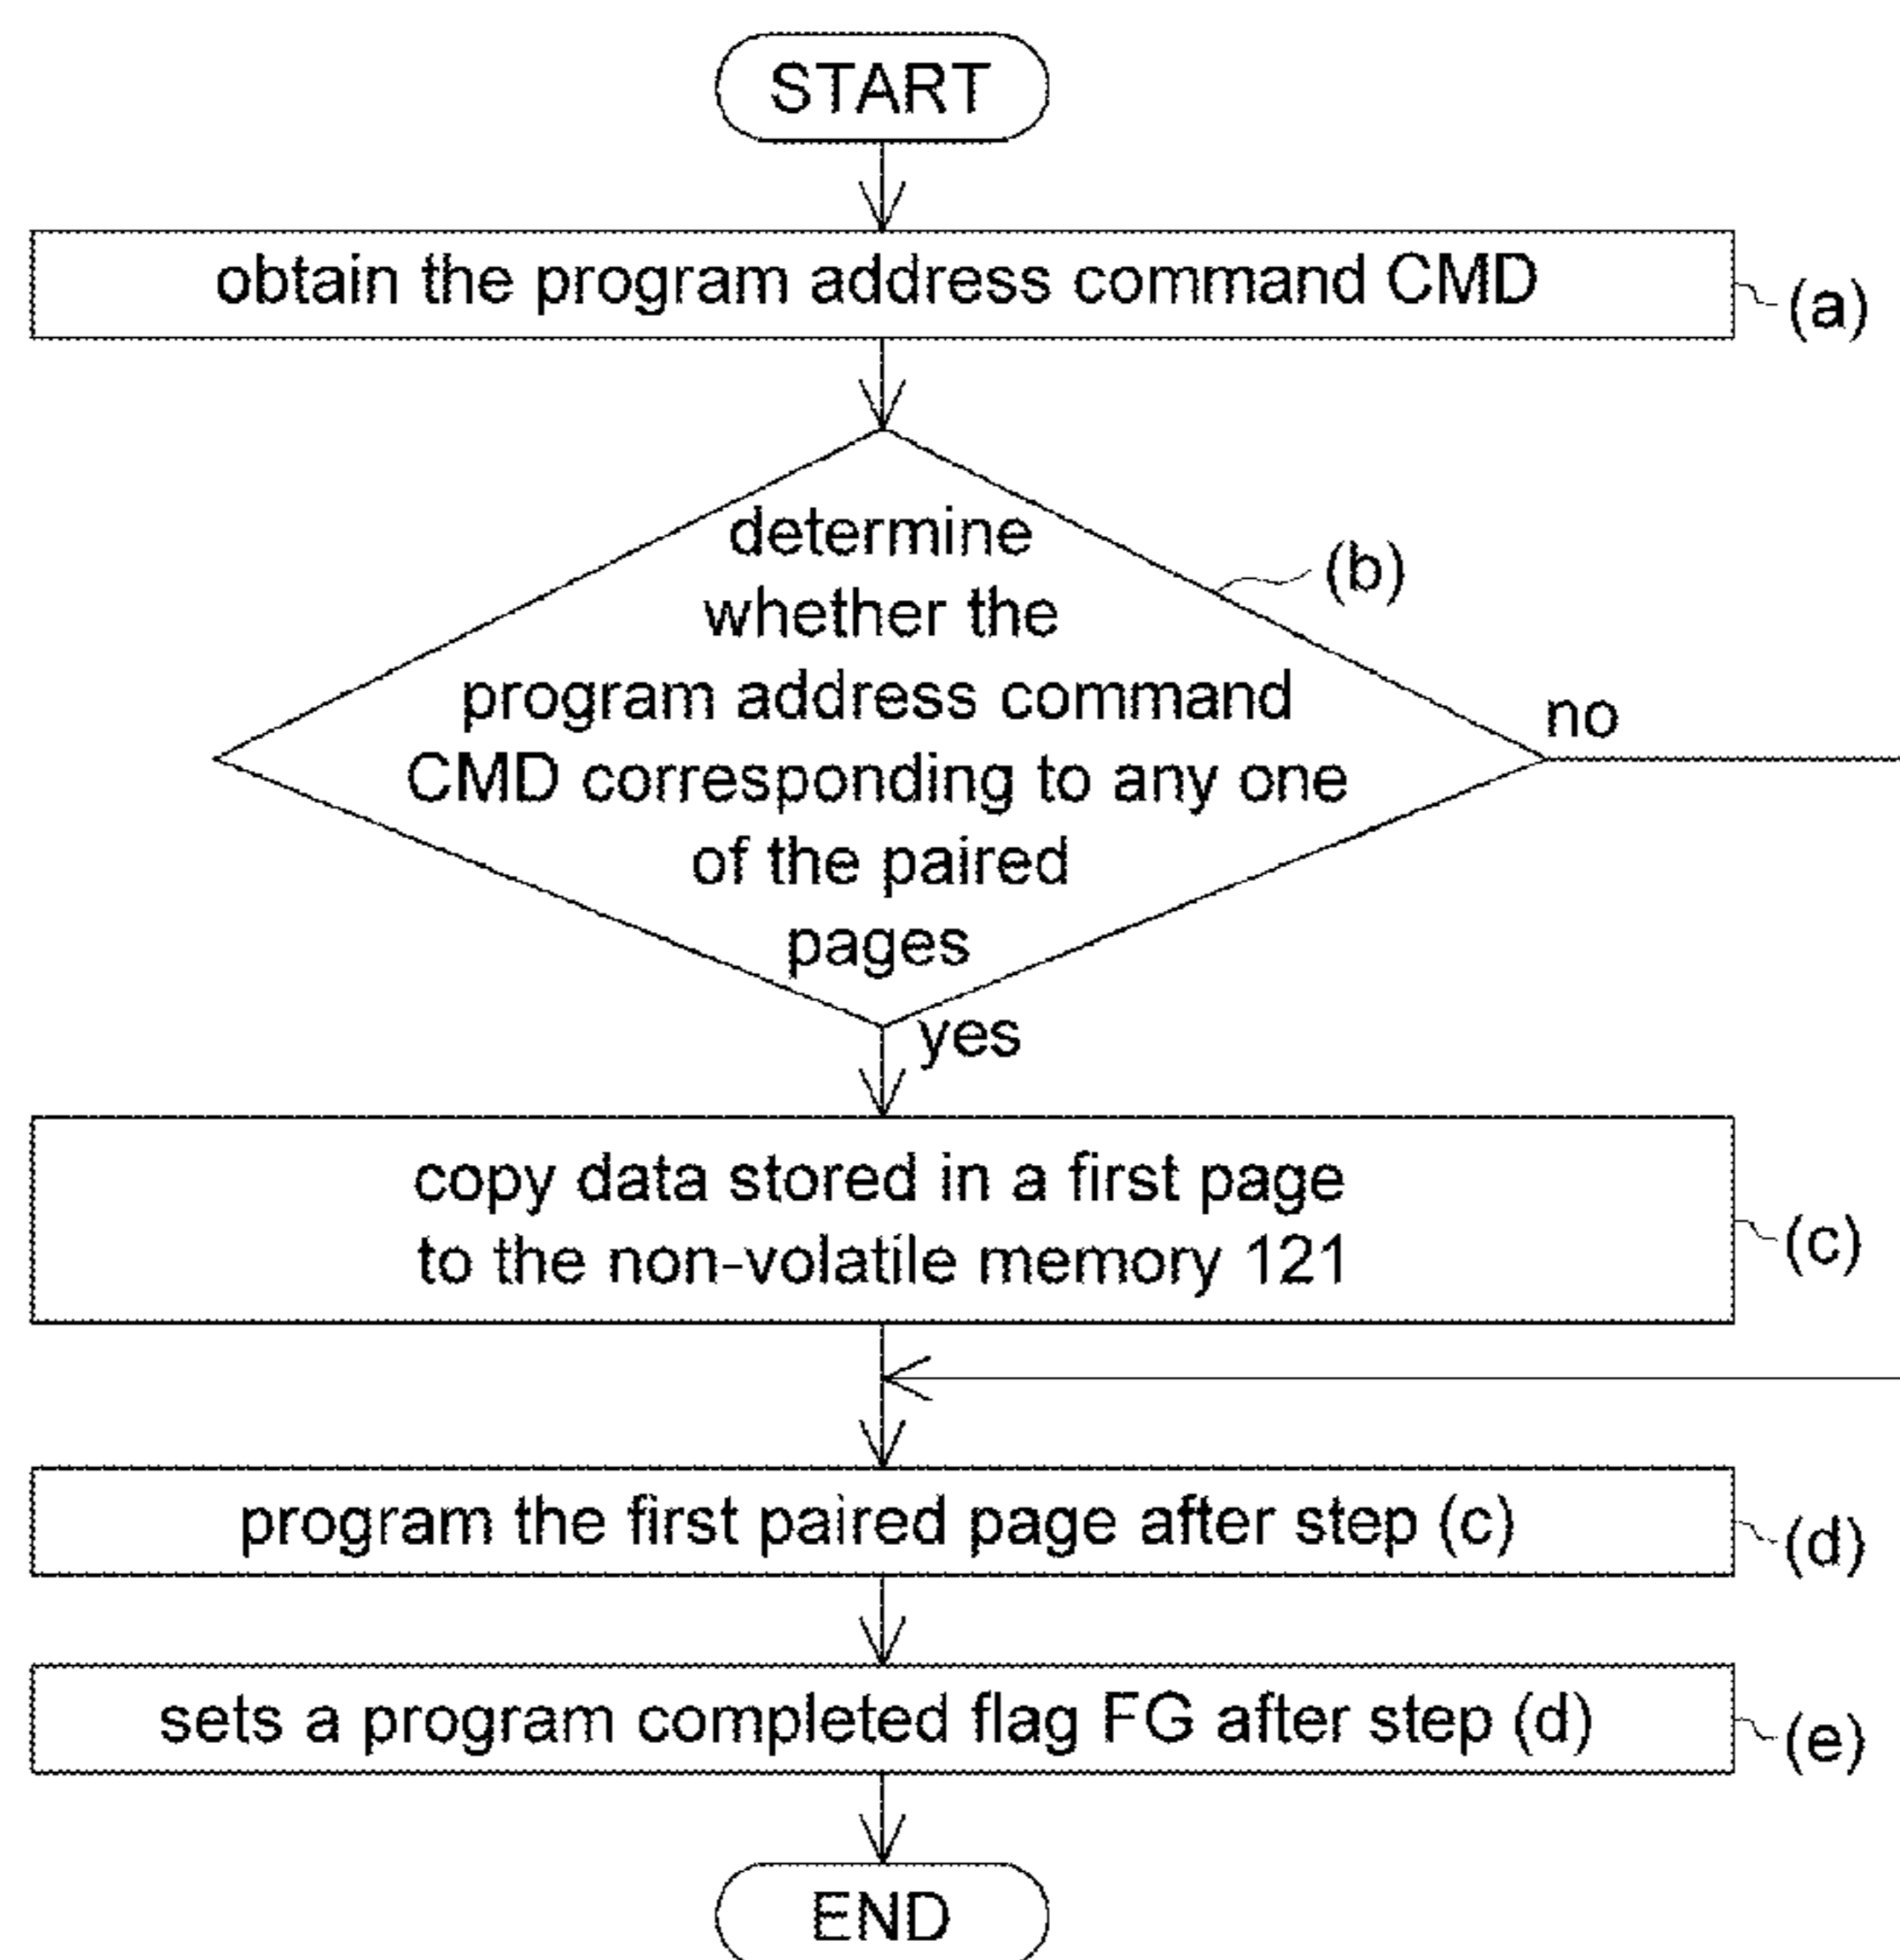 START
obtain the program address command CMD
(a)
determine
whether the
program address command
CMD corresponding to any one
of the paired
pages
(b)
no
yes
copy data stored in a first page
to the non-volatile memory 121
(c)
program the first paired page after step (c)
(d)
sets a program completed flag FG after step (d)
(e)
END